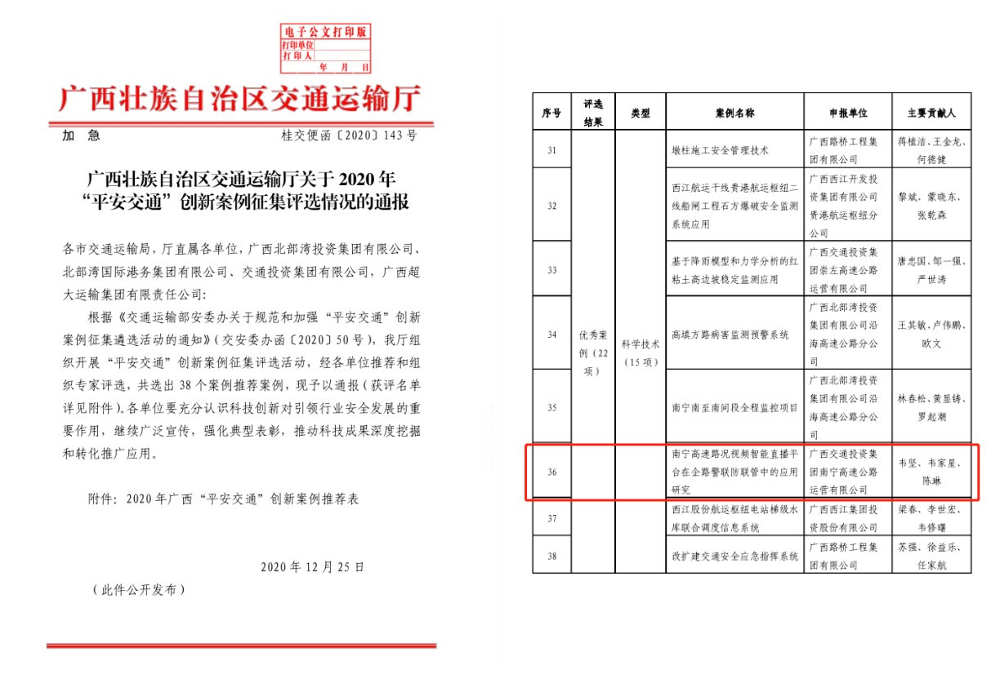 电子公文打印版
打印单位
打印人
年 月 日
广西壮族自治区交通运输厅
加 急 桂交便函〔2020〕143号
广西壮族自治区交通运输厅关于 2020 年
“平安交通”创新案例征集评选情况的通报
各市交通运输局，厅直属各单位，广西北部湾投资集团有限公司、
北部湾国际港务集团有限公司、交通投资集团有限公司，广西超
大运输集团有限责任公司：
根据《交通运输部安委办关于规范和加强“平安交通”创新
案例征集遴选活动的通知》（交安委办函〔2020〕50号），我厅组
织开展“平安交通”创新案例征集评选活动，经各单位推荐和组
织专家评选，共选出38个案例推荐案例，现予以通报（获评名单
详见附件）。各单位要充分认识科技创新对引领行业安全发展的重
要作用，继续广泛宣传，强化典型表彰，推动科技成果深度挖掘
和转化推广应用。
附件：2020年广西“平安交通”创新案例推荐表
2020年12月25日
（此件公开发布）
序号 评选 类型 案例名称 申报单位 主要贡献人
结果
31 墩柱施工安全管理技术 广西路桥工程集 蒋植洁、王金龙、
团有限公司 何德健
32 西江航运干线贵港航运枢纽二 广西西江开发投 黎斌、蒙晓东、
线船闸工程石方爆破安全监测 资集团有限公司 张乾森
系统应用 贵港航运枢纽分
公司
33 基于降雨模型和力学分析的红 广西交通投资集 唐忠国、邹一强、
粘土高边坡稳定监测应用 团崇左高速公路 严世涛
运营有限公司
34 高填方路病害监测预警系统 广西北部湾投资 王其敏、卢伟鹏、
集团有限公司沿 欧文
海高速公路分公
司
优秀案
例（22
项）
科学技术
（15项）
35 南宁南至南间段全程监控项目 广西北部湾投资 林春松、黄显铸、
集团有限公司沿 罗起潮
海高速公路分公
司
36 南宁高速路况视频智能直播平 广西交通投资集 韦坚、韦家星、
台在企路警联防联管中的应用 团南宁高速公路 陈琳
研究 运营有限公司
37 西江股份航运枢纽电站梯级水 广西西江集团投 梁春、李世宏、
库联合调度信息系统 资股份有限公司 韦修曙
38 改扩建交通安全应急指挥系统 广西路桥工程集 苏强、徐益乐、
团有限公司 任家航